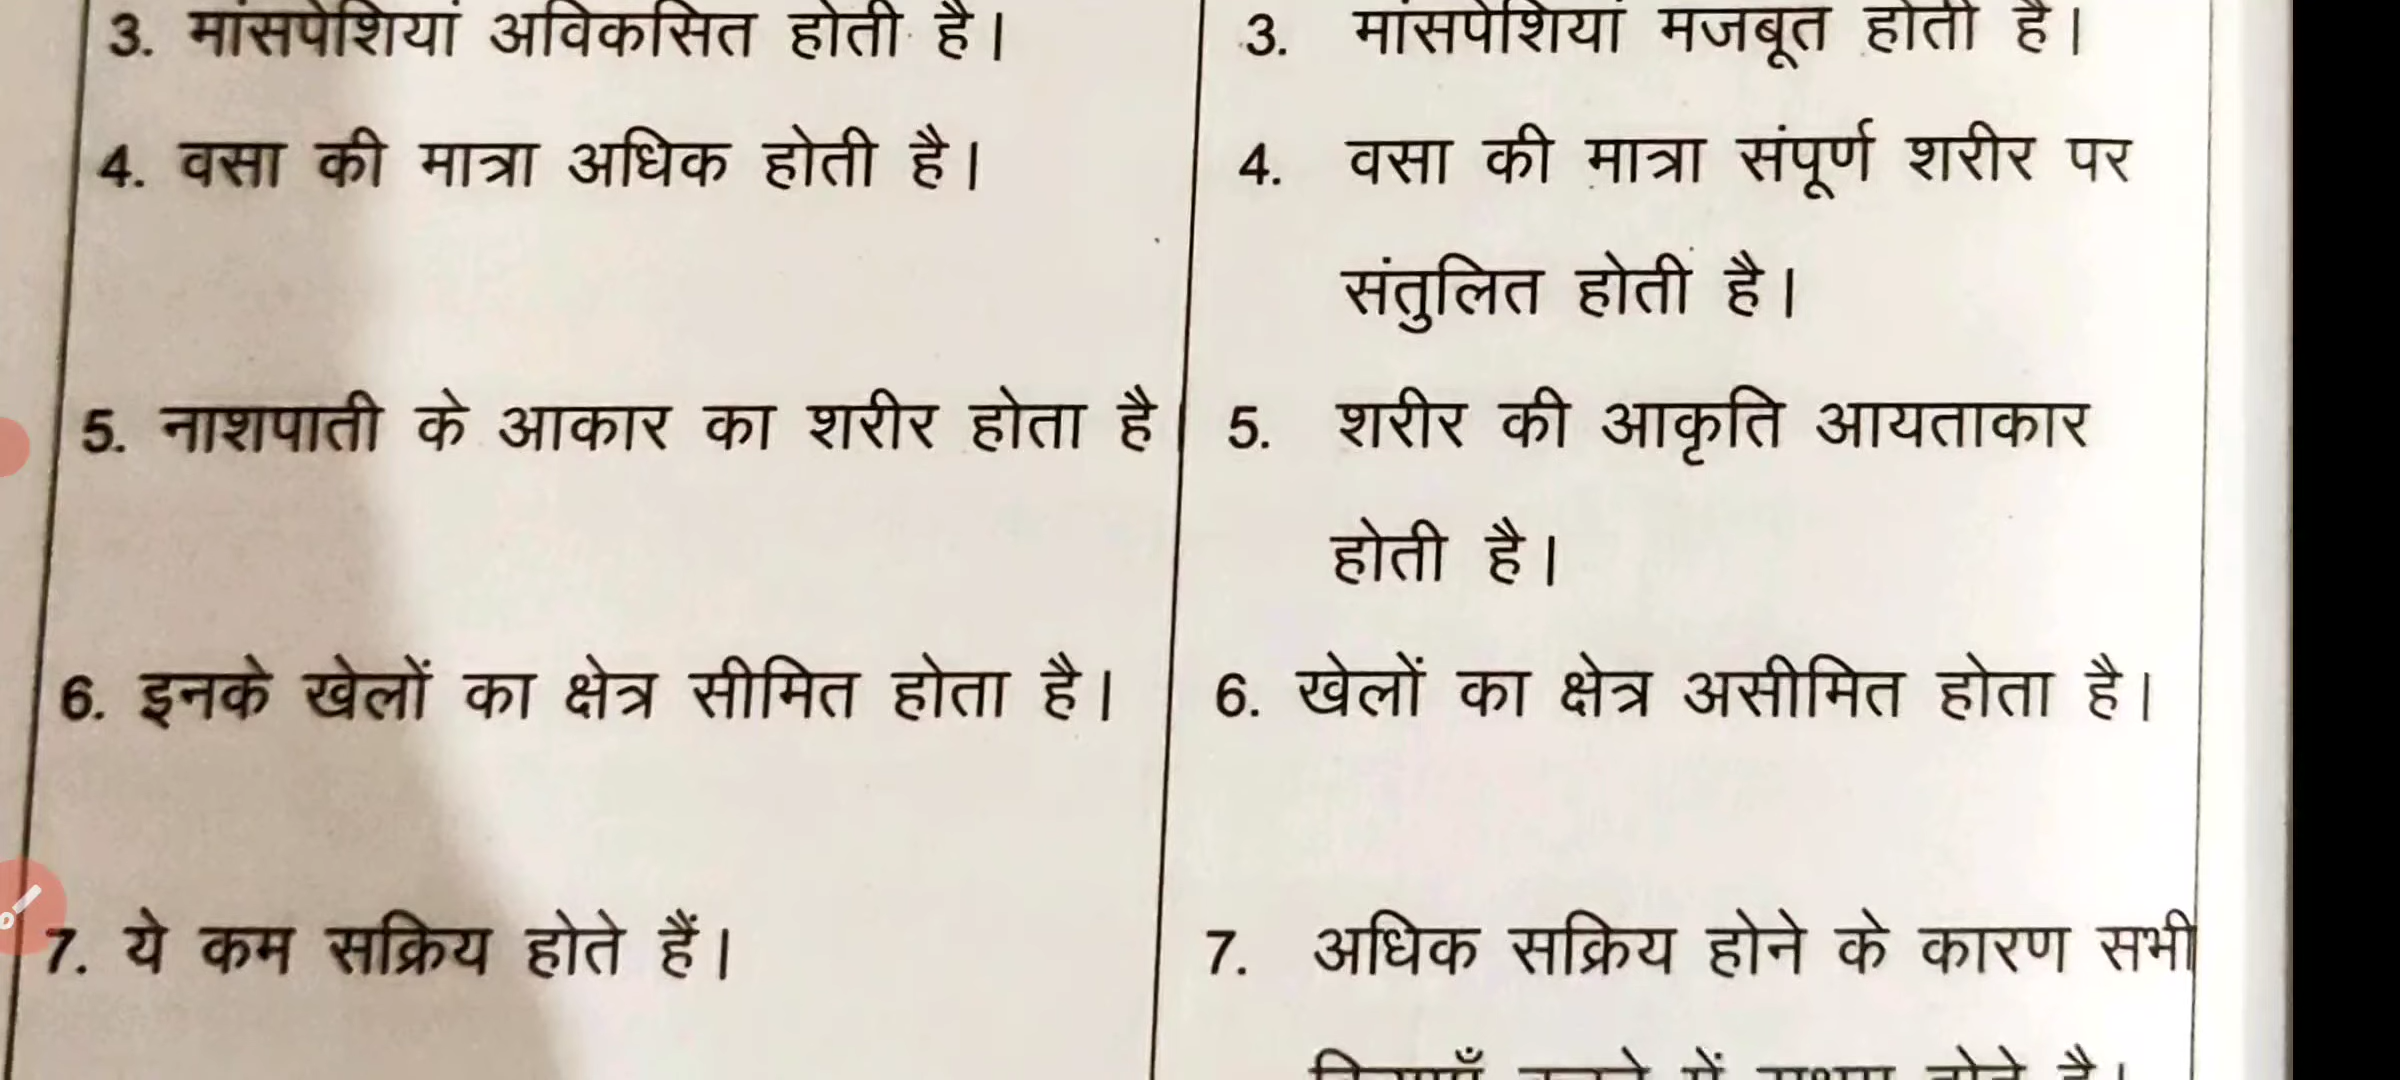 3. मांसपेशियां अविकसित होती है।
4. वसा की मात्रा अधिक होती है।
5. नाशपाती के आकार का शरीर होता है
6. इनके खेलों का क्षेत्र सीमित होता है।
7. ये कम सक्रिय होते हैं।
3. मांसपेशियां मजबूत होती है।
4. वसा की मात्रा संपूर्ण शरीर पर
संतुलित होती है।
5. शरीर की आकृति आयताकार
होती है।
6. खेलों का क्षेत्र असीमित होता है।
7. अधिक सक्रिय होने के कारण सभी
करने में होते है।